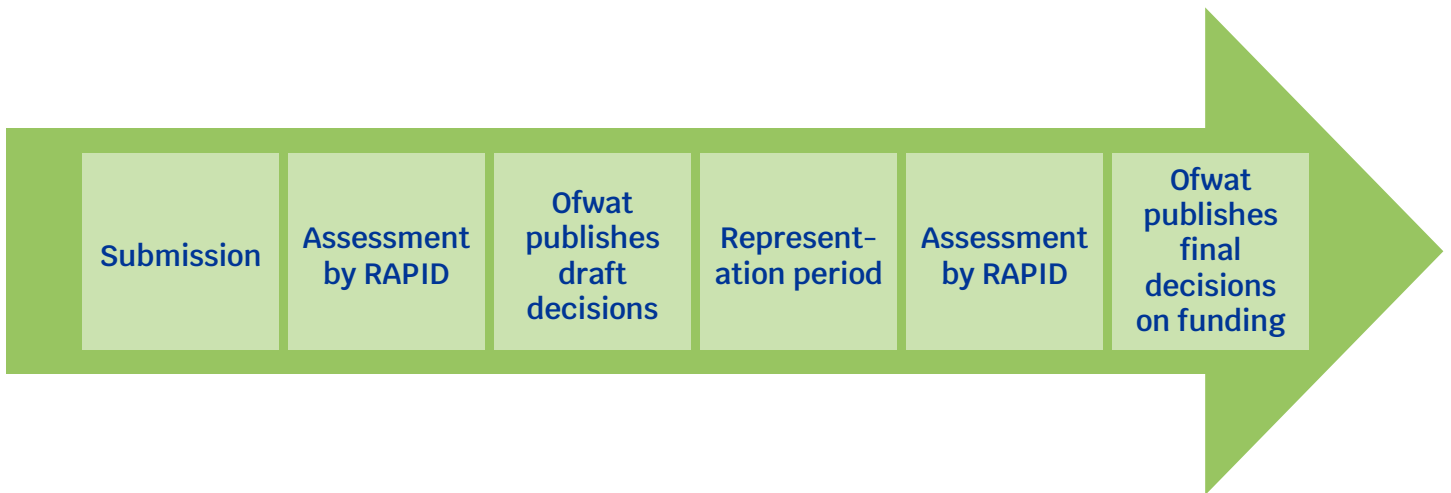 Submission
Assessment
by RAPID
Ofwat
publishes
draft
decisions
Represent-
ation period
Assessment
by RAPID
Ofwat
publishes
final
decisions
on funding